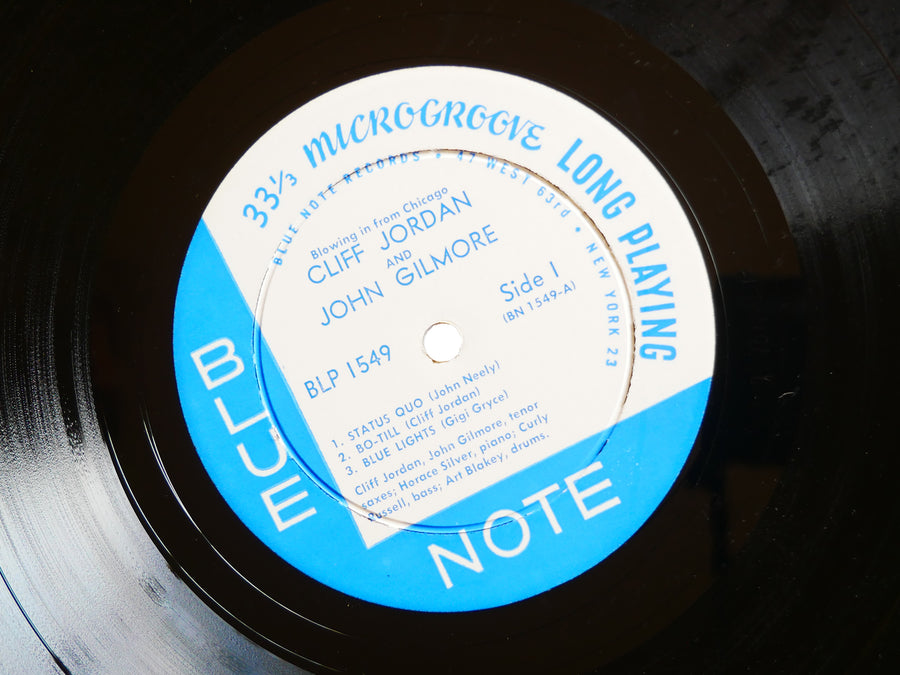 33⅓ MICROGROOVE LONG PLAYING
BLUE NOTE RECORDS • 47 WEST 63rd • NEW YORK 23
Blowing in from Chicago
CLIFF JORDAN
AND
JOHN GILMORE
Side 1
(BN 1549-A)
BLP 1549
1. STATUS QUO (John Neely)
2. BO-TILL (Cliff Jordan)
3. BLUE LIGHTS (Gigi Gryce)
Cliff Jordan, John Gilmore, tenor
saxes; Horace Silver, piano; Curly
Russell, bass; Art Blakey, drums.
BLUE
NOTE